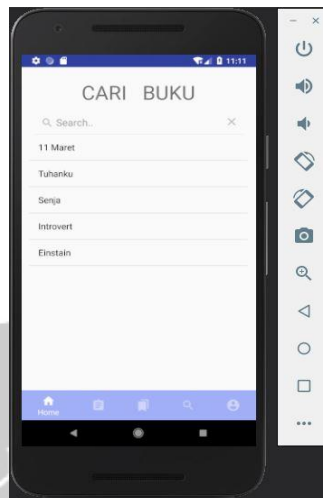 11:11
CARI BUKU
Search..
11 Maret
Tuhanku
Senja
Introvert
Einstain
Home